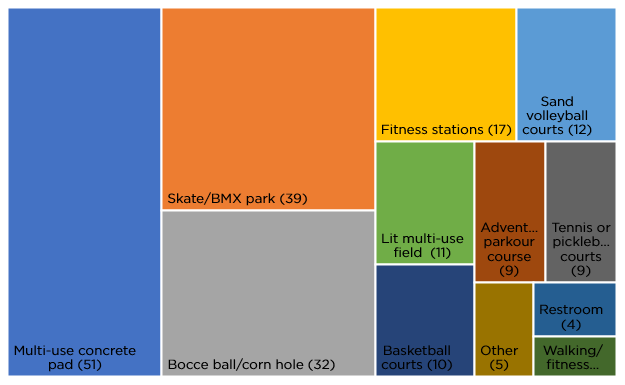 Multi-use concrete
pad (51)
Skate/BMX park (39)
Bocce ball/corn hole (32)
Fitness stations (17)
Sand
volleyball
courts (12)
Lit multi-use
field (11)
Basketball
courts (10)
Advent...
parkour
course
(9)
Tennis or
pickleb...
courts
(9)
Other
(5)
Restroom
(4)
Walking/
fitness...